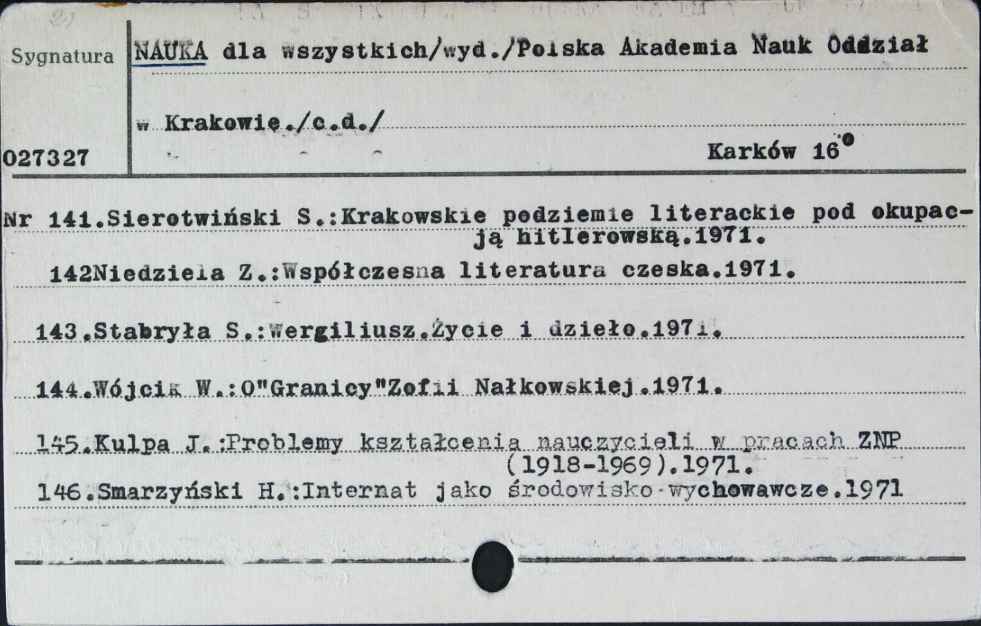 Sygnatura
NAUKA dla wszystkich/wyd./Polska Akademia Nauk Oddział
w Krakowie./c.d./
027327
Karków 16°
Nr 141.Sierotwiński S.:Krakowskie podziemie literackie pod okupac-
ją hitlerowską.1971.
142Niedziela Z.:Współczesna literatura czeska.1971.
143.Stabryła S.:Wergiliusz.Życie i dzieło.1971.
144.Wójcik W.:O"Granicy"Zofii Nałkowskiej.1971.
145.Kulpa J.:Problemy kształcenia nauczycieli w pracach ZNP
(1918-1969).1971.
146.Smarzyński H.:Internat jako środowisko wychowawcze.1971